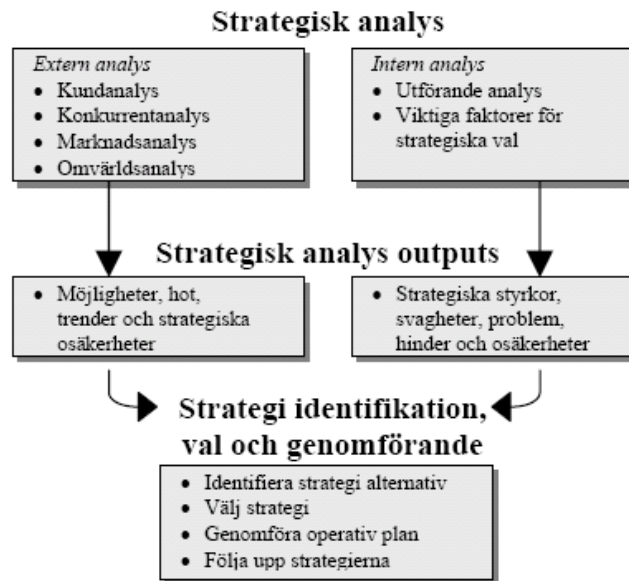 Strategisk analys
Extern analys
• Kundanalys
• Konkurrentanalys
• Marknadsanalys
• Omvärldsanalys
Intern analys
• Utförande analys
• Viktiga faktorer för
strategiska val
Strategisk analys outputs
• Möjligheter, hot,
trender och strategiska
osäkerheter
• Strategiska styrkor,
svagheter, problem,
hinder och osäkerheter
Strategi identifikation,
val och genomförande
• Identifiera strategi alternativ
• Välj strategi
• Genomföra operativ plan
• Följa upp strategierna